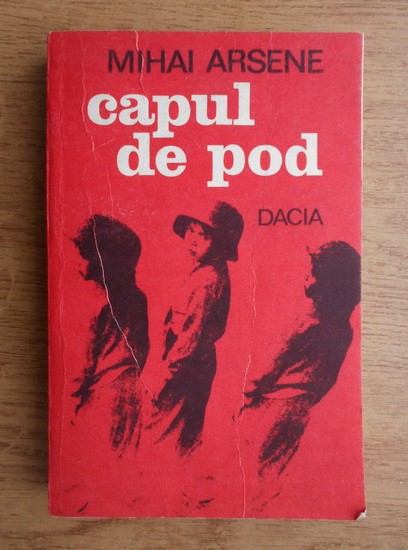 MIHAI ARSENE
capul
de pod
DACIA